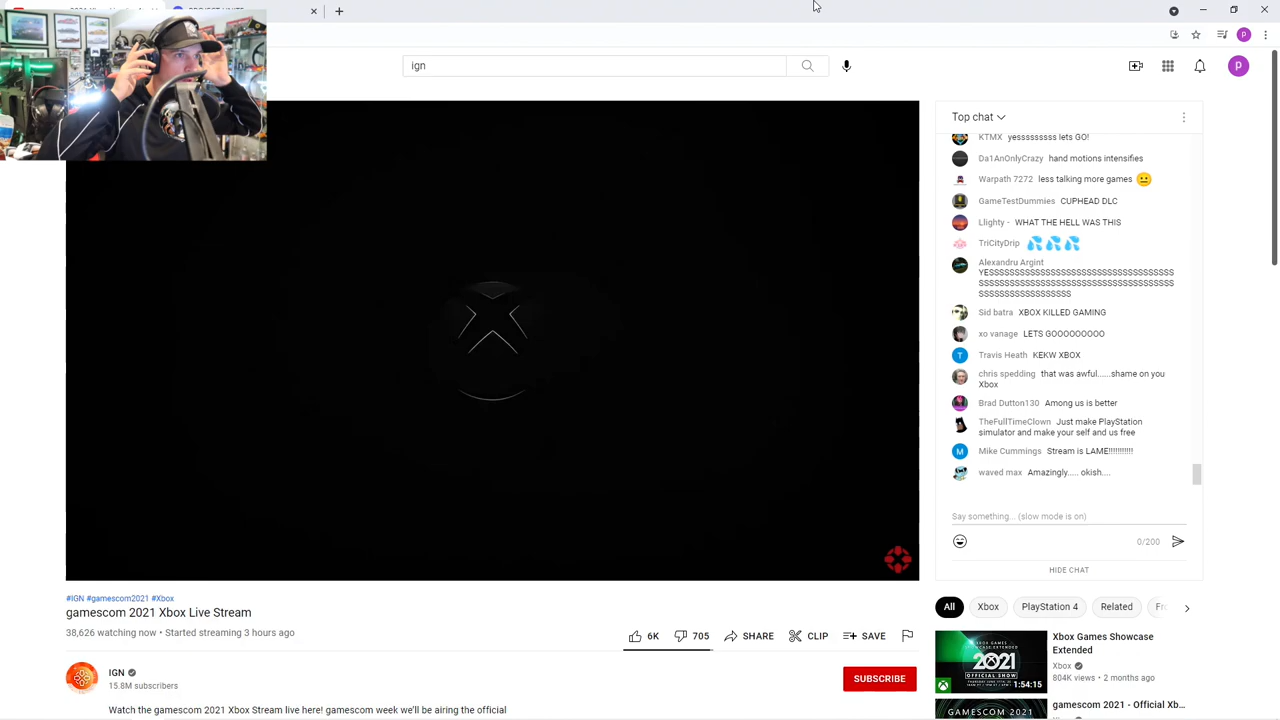 ign
Top chat
KTMX yesssssssss lets GO!
Da1AnOnlyCrazy hand motions intensifies
Warpath 7272 less talking more games
GameTestDummies CUPHEAD DLC
Llighty - WHAT THE HELL WAS THIS
TriCityDrip
Alexandru Argint
Sid batra XBOX KILLED GAMING
xo vanage LETS GOOOOOOOOO
T Travis Heath KEKW XBOX
chris spedding that was awful......shame on you
Xbox
Brad Dutton130 Among us is better
TheFullTimeClown Just make PlayStation
simulator and make your self and us free
M Mike Cummings Stream is LAME!!!!!!!!!!!
waved max Amazingly..... okish....
Say something... (slow mode is on)
0/200
HIDE CHAT
#IGN #gamescom2021 #Xbox
gamescom 2021 Xbox Live Stream
38,626 watching now • Started streaming 3 hours ago
6K 705 SHARE CLIP SAVE
IGN
15.8M subscribers
SUBSCRIBE
Watch the gamescom 2021 Xbox Stream live here! gamescom week we'll be airing the official
All Xbox PlayStation 4 Related
Xbox Games Showcase
Extended
Xbox
804K views • 2 months ago
2021
OFFICIAL SHOW
1:54:15
gamescom 2021 - Official Xb...
GAMESCOM 2021